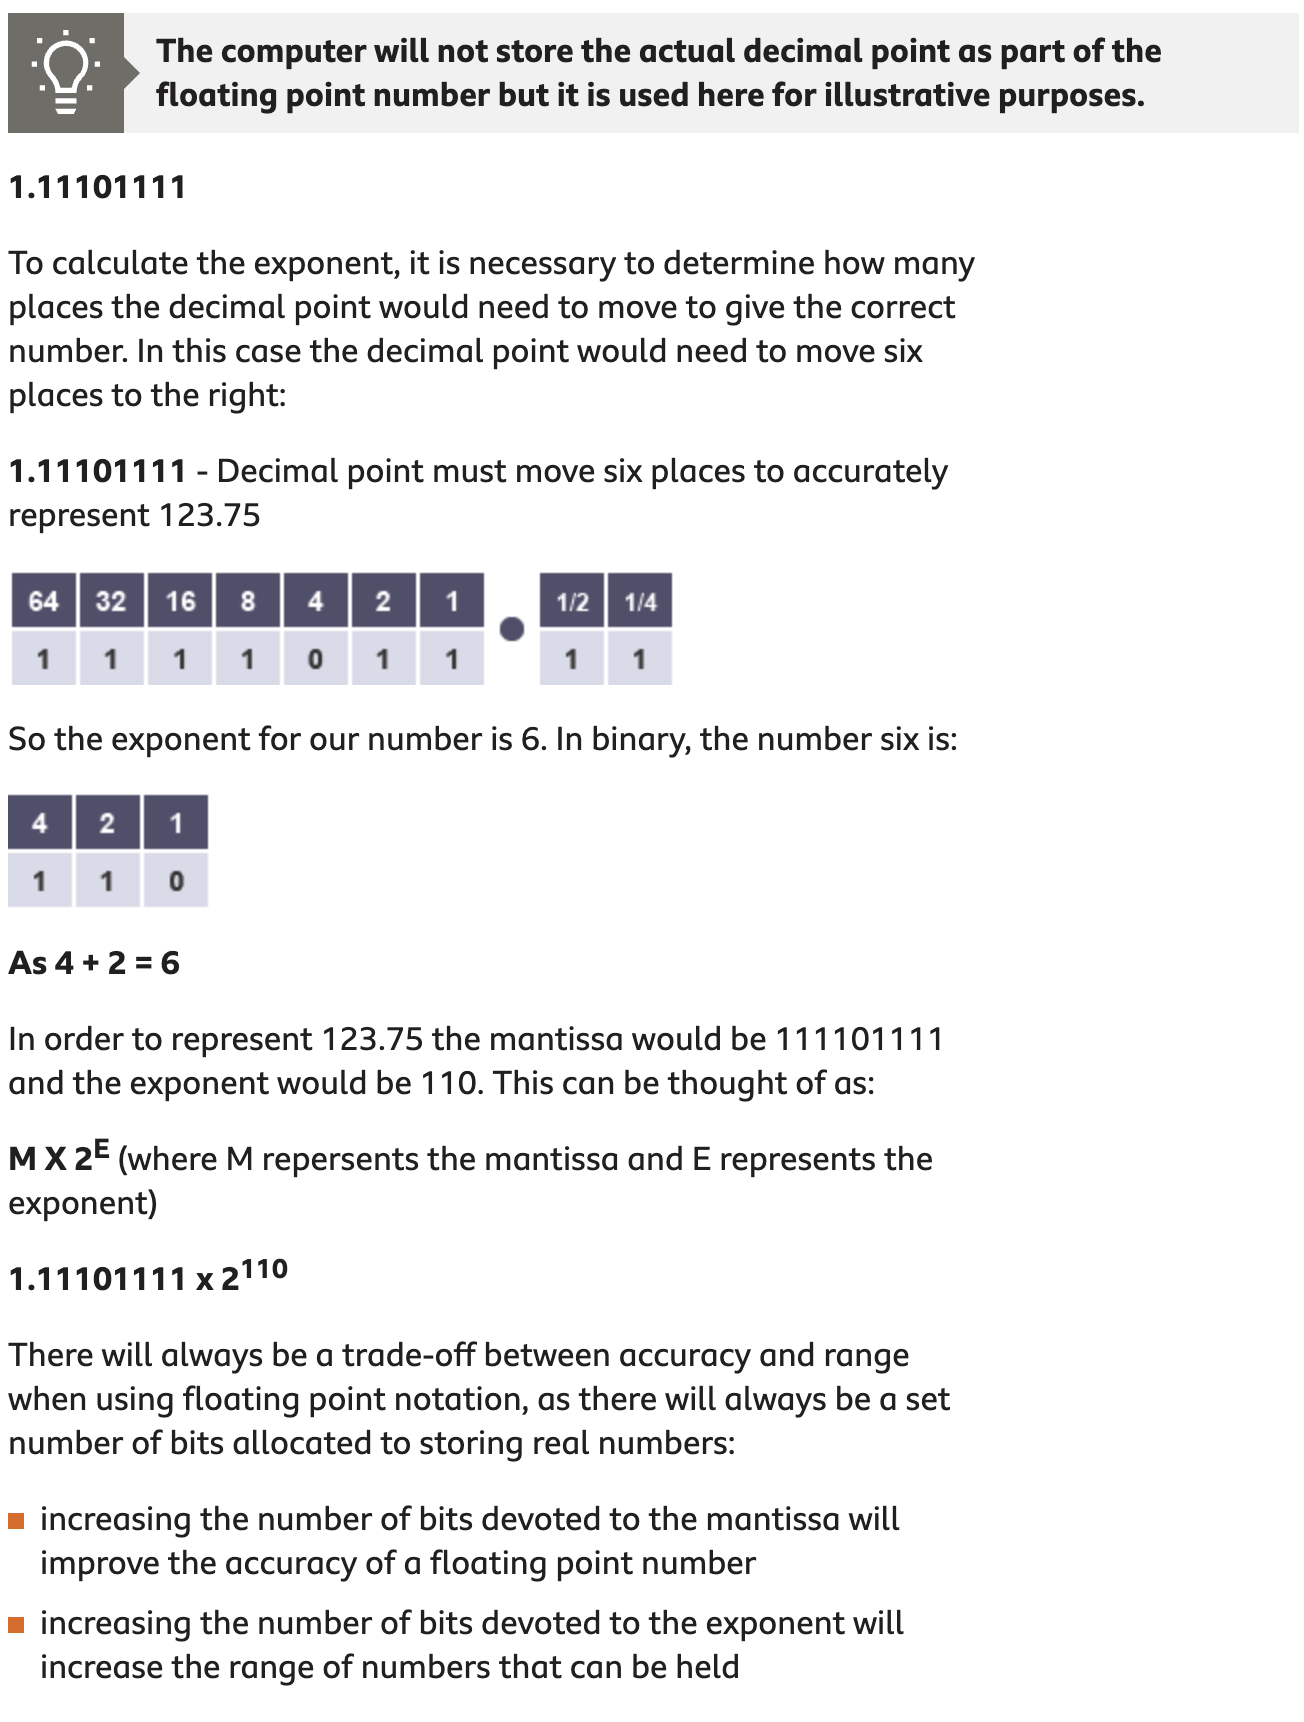 The computer will not store the actual decimal point as part of the
floating point number but it is used here for illustrative purposes.
1.11101111
To calculate the exponent, it is necessary to determine how many
places the decimal point would need to move to give the correct
number. In this case the decimal point would need to move six
places to the right:
1.11101111 - Decimal point must move six places to accurately
represent 123.75
64 32 16 8 4 2 1 1/2 1/4
1 1 1 1 0 1 1 ● 1 1
So the exponent for our number is 6. In binary, the number six is:
4 2 1
1 1 0
As 4 + 2 = 6
In order to represent 123.75 the mantissa would be 111101111
and the exponent would be 110. This can be thought of as:
M X 2^E (where M repersents the mantissa and E represents the
exponent)
1.11101111 x 2^110
There will always be a trade-off between accuracy and range
when using floating point notation, as there will always be a set
number of bits allocated to storing real numbers:
increasing the number of bits devoted to the mantissa will
improve the accuracy of a floating point number
increasing the number of bits devoted to the exponent will
increase the range of numbers that can be held